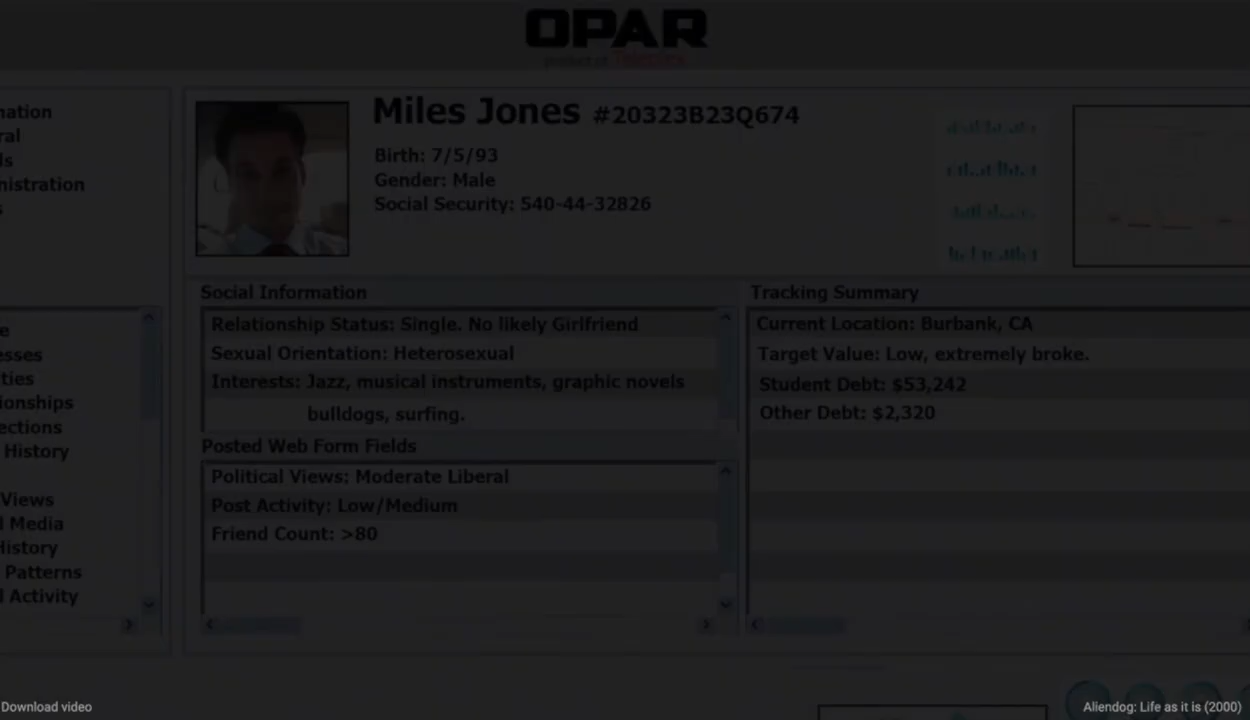 OPAR
product of
Miles Jones #20323B23Q674
Birth: 7/5/93
Gender: Male
Social Security: 540-44-32826
nation
ral
ls
nistration
s
Social Information
Relationship Status: Single. No likely Girlfriend
Sexual Orientation: Heterosexual
Interests: Jazz, musical instruments, graphic novels
bulldogs, surfing.
Posted Web Form Fields
Political Views: Moderate Liberal
Post Activity: Low/Medium
Friend Count: >80
Tracking Summary
Current Location: Burbank, CA
Target Value: Low, extremely broke.
Student Debt: $53,242
Other Debt: $2,320
e
esses
ties
ionships
ections
History
Views
l Media
History
Patterns
l Activity
Download video
Aliendog: Life as it is (2000)